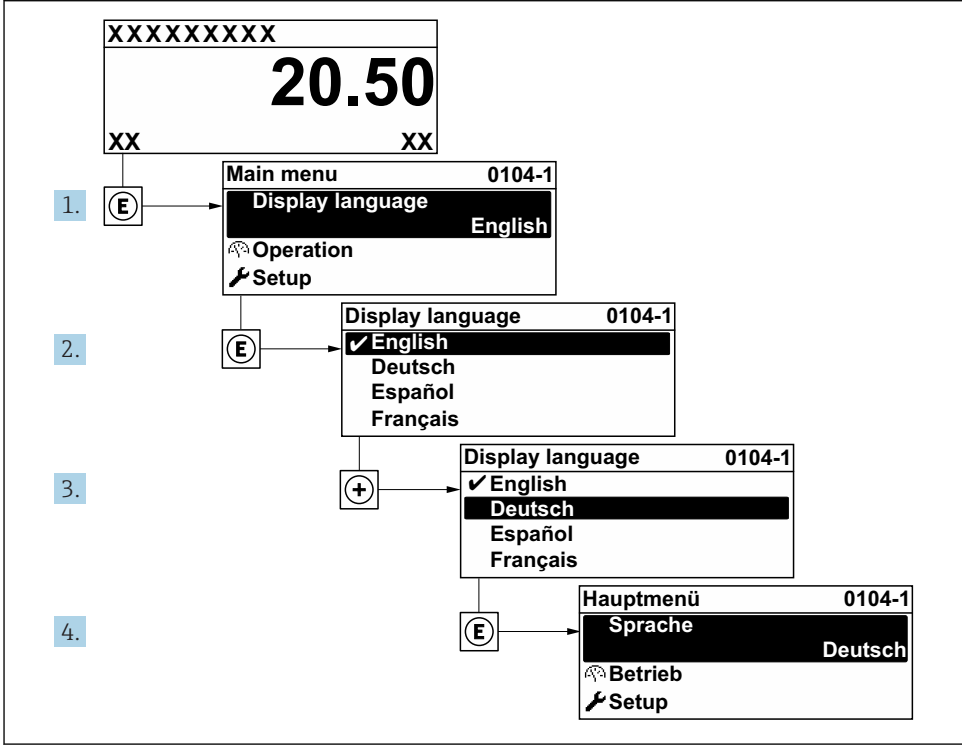 XXXXXXXXX
20.50
XX XX
1. E
Main menu 0104-1
Display language
English
Operation
Setup
2. E
Display language 0104-1
✔ English
Deutsch
Español
Français
3. +
Display language 0104-1
✔ English
Deutsch
Español
Français
4. E
Hauptmenü 0104-1
Sprache
Deutsch
Betrieb
Setup